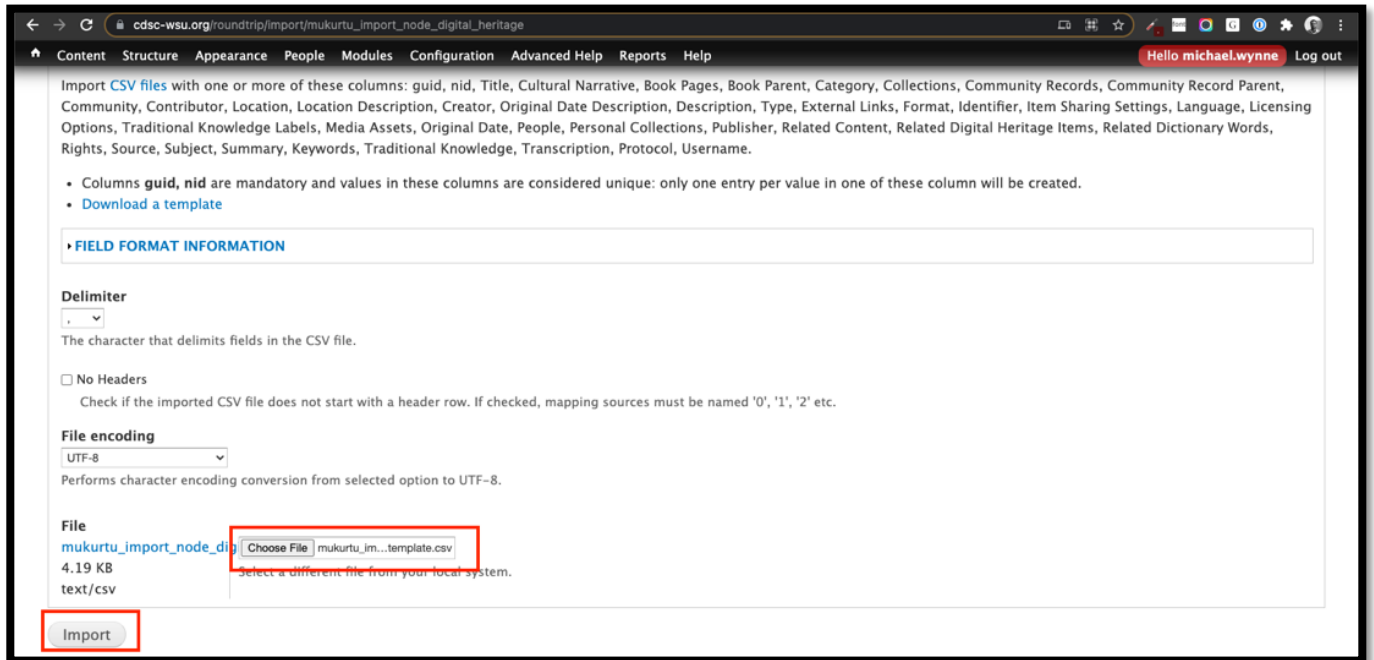 cdsc-wsu.org/roundtrip/import/mukurtu_import_node_digital_heritage
Content Structure Appearance People Modules Configuration Advanced Help Reports Help Hello michael.wynne Log out
Import CSV files with one or more of these columns: guid, nid, Title, Cultural Narrative, Book Pages, Book Parent, Category, Collections, Community Records, Community Record Parent,
Community, Contributor, Location, Location Description, Creator, Original Date Description, Description, Type, External Links, Format, Identifier, Item Sharing Settings, Language, Licensing
Options, Traditional Knowledge Labels, Media Assets, Original Date, People, Personal Collections, Publisher, Related Content, Related Digital Heritage Items, Related Dictionary Words,
Rights, Source, Subject, Summary, Keywords, Traditional Knowledge, Transcription, Protocol, Username.
• Columns guid, nid are mandatory and values in these columns are considered unique: only one entry per value in one of these column will be created.
• Download a template
FIELD FORMAT INFORMATION
Delimiter
,
The character that delimits fields in the CSV file.
No Headers
Check if the imported CSV file does not start with a header row. If checked, mapping sources must be named '0', '1', '2' etc.
File encoding
UTF-8
Performs character encoding conversion from selected option to UTF-8.
File
mukurtu_import_node_dig Choose File mukurtu_im...template.csv
4.19 KB Select a different file from your local system.
text/csv
Import